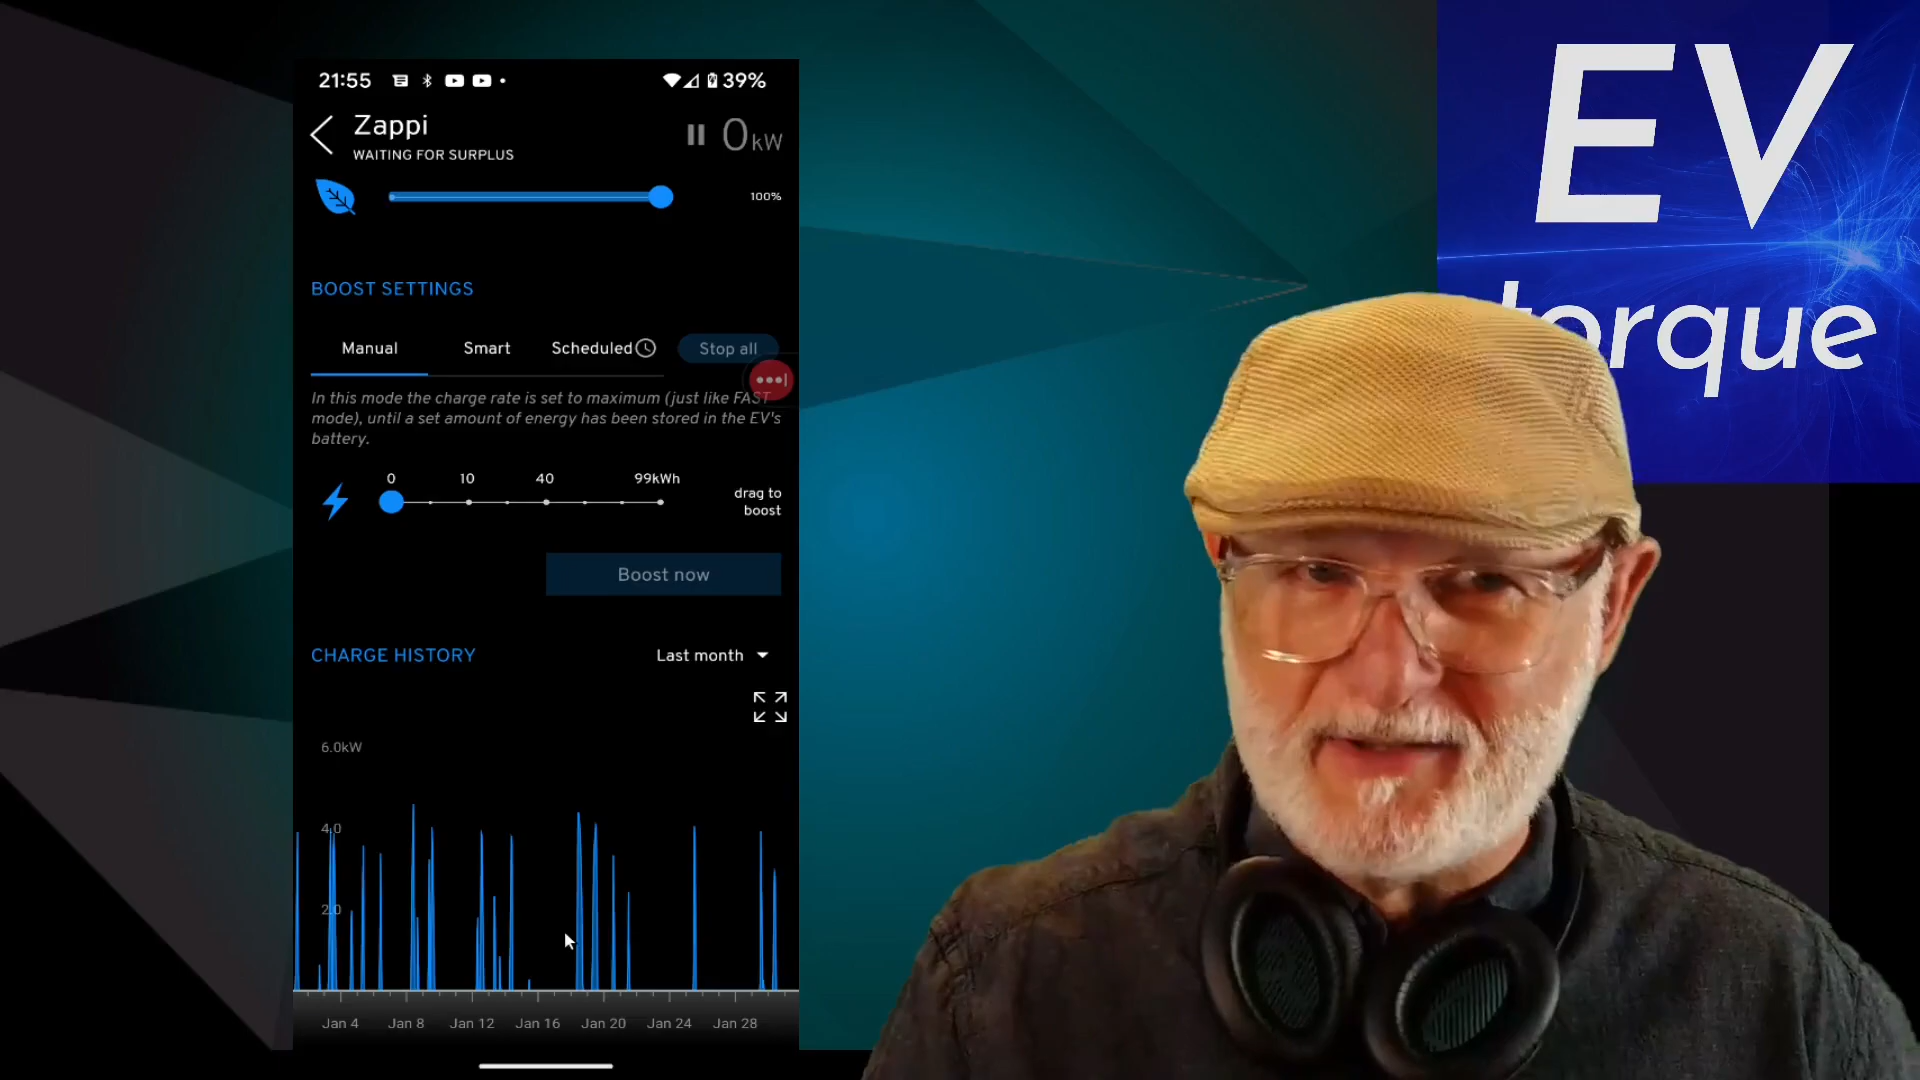 21:55
39%
Zappi
WAITING FOR SURPLUS
0kW
100%
BOOST SETTINGS
Manual
Smart
Scheduled
Stop all
In this mode the charge rate is set to maximum (just like FAST
mode), until a set amount of energy has been stored in the EV's
battery.
0
10
40
99kWh
drag to
boost
Boost now
CHARGE HISTORY
Last month
6.0kW
4.0
2.0
Jan 4
Jan 8
Jan 12
Jan 16
Jan 20
Jan 24
Jan 28
EV
torque